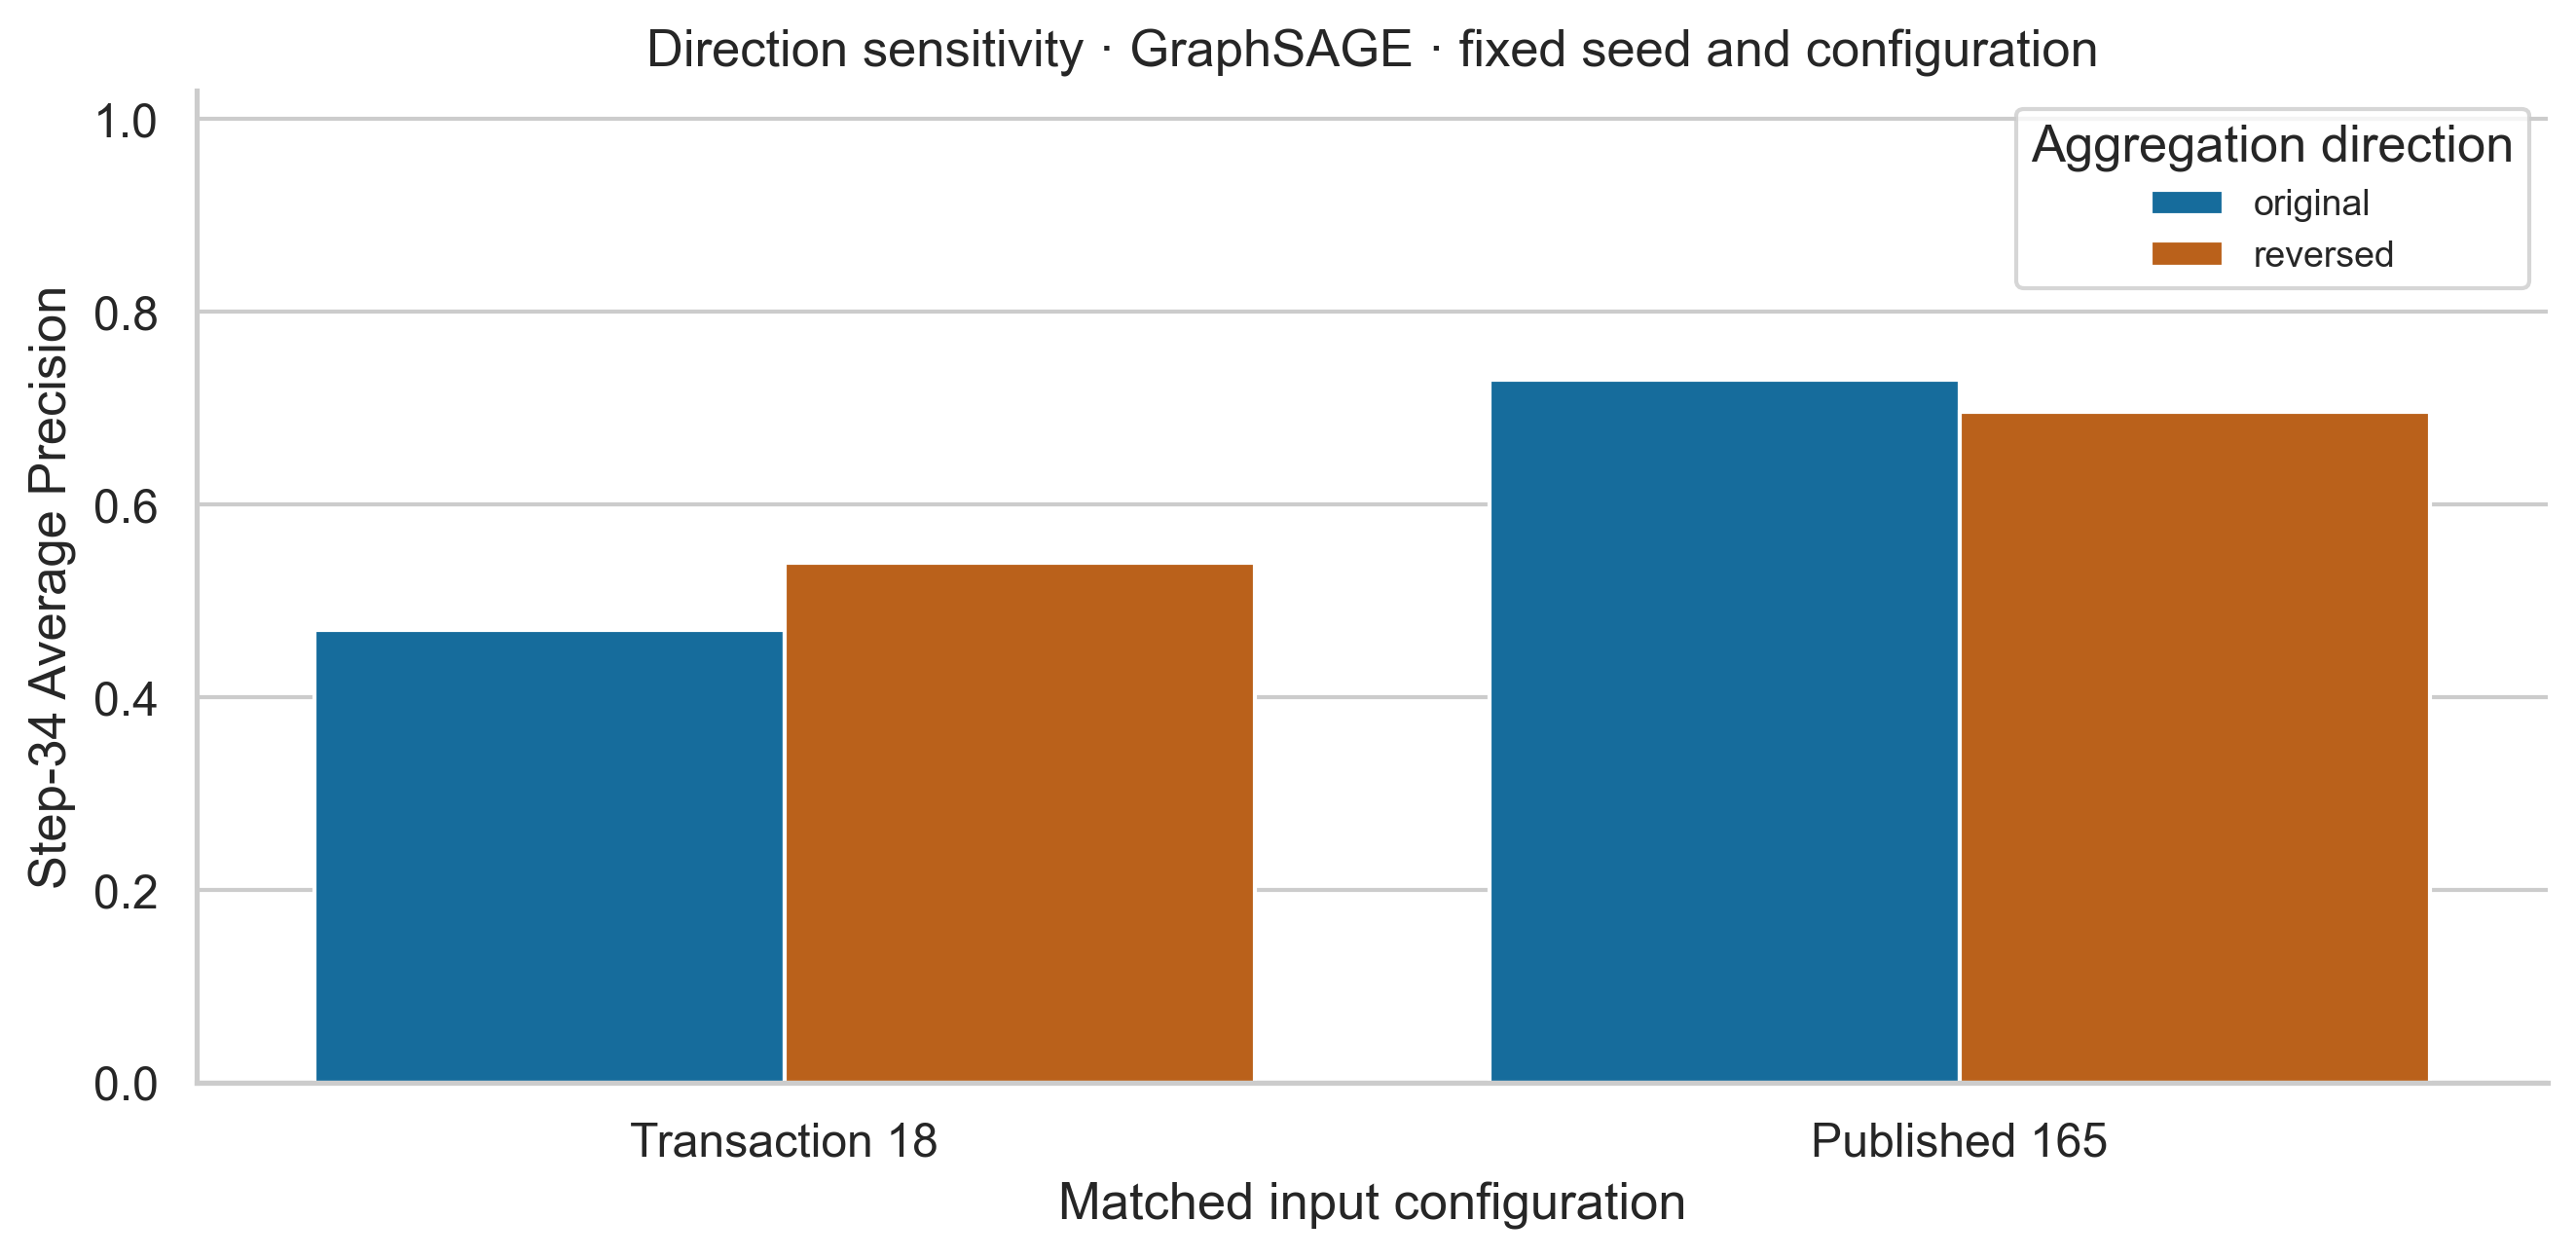 Direction sensitivity · GraphSAGE · fixed seed and configuration
Aggregation direction
original
reversed
Step-34 Average Precision
1.0
0.8
0.6
0.4
0.2
0.0
Transaction 18
Published 165
Matched input configuration